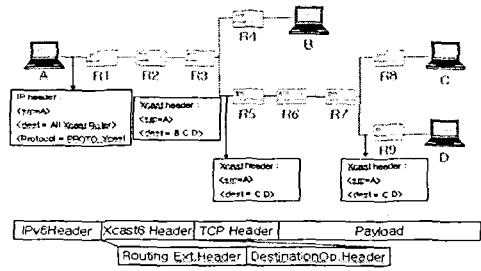 R4
B
A
R1
R2
R3
R8
C
IP header :
<src=A>
<dest = All Xcast Router>
<Protocol = PROTO_Xcast
Xcast header :
<src=A>
<dest = B C D>
R5
R6
R7
R9
D
Xcast header :
<src=A>
<dest = C D>
Xcast header :
<src=A>
<dest = C D>
IPv6Header Xcast6 Header TCP Header Payload
Routing Ext.Header DestinationOp.Header